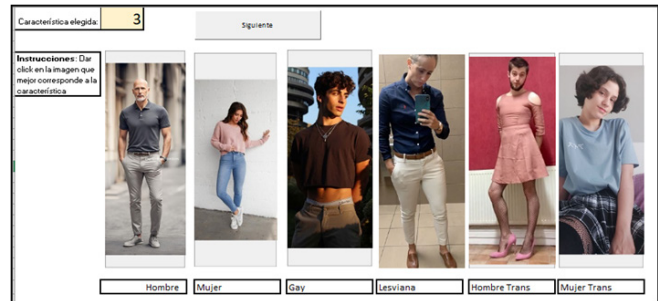 Característica elegida: 3
Siguiente
Instrucciones: Dar
click en la imagen que
mejor corresponde a la
característica
Hombre Mujer Gay Lesviana Hombre Trans Mujer Trans